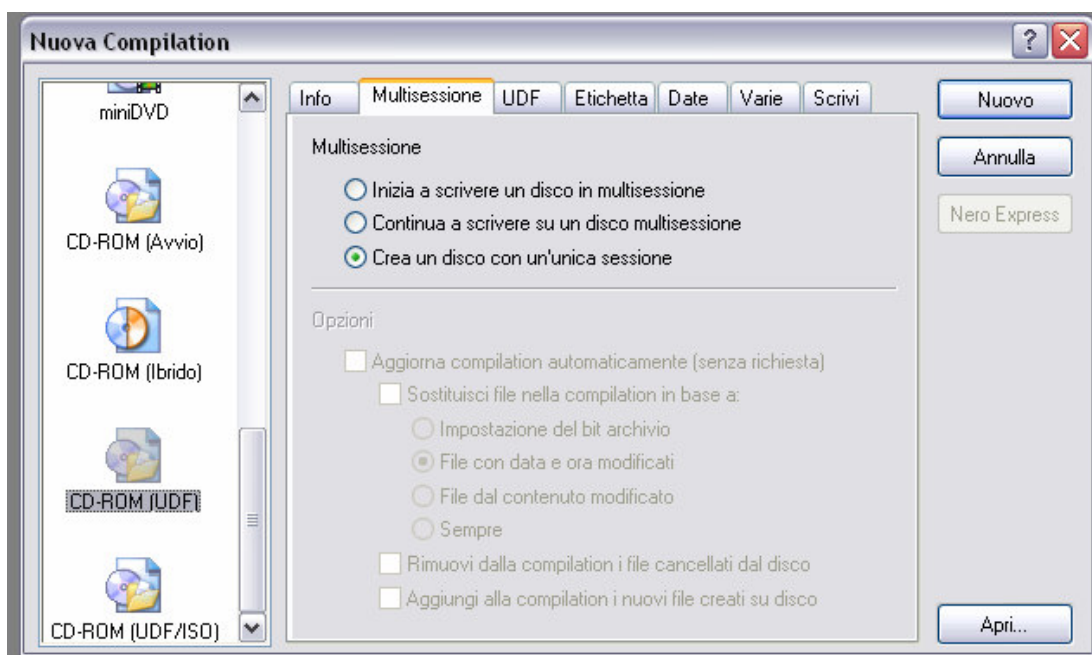 Nuova Compilation
miniDVD
CD-ROM (Avvio)
CD-ROM (Ibrido)
CD-ROM (UDF)
CD-ROM (UDF/ISO)
Info Multisessione UDF Etichetta Date Varie Scrivi
Multisessione
Inizia a scrivere un disco in multisessione
Continua a scrivere su un disco multisessione
Crea un disco con un'unica sessione
Opzioni
Aggiorna compilation automaticamente (senza richiesta)
Sostituisci file nella compilation in base a:
Impostazione del bit archivio
File con data e ora modificati
File dal contenuto modificato
Sempre
Rimuovi dalla compilation i file cancellati dal disco
Aggiungi alla compilation i nuovi file creati su disco
Nuovo
Annulla
Nero Express
Apri...